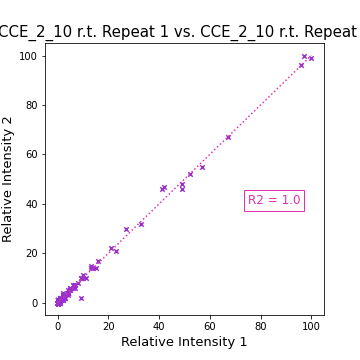 CCE_2_10 r.t. Repeat 1 vs. CCE_2_10 r.t. Repeat
100
80
60
40
20
0
Relative Intensity 2
R2 = 1.0
0 20 40 60 80 100
Relative Intensity 1